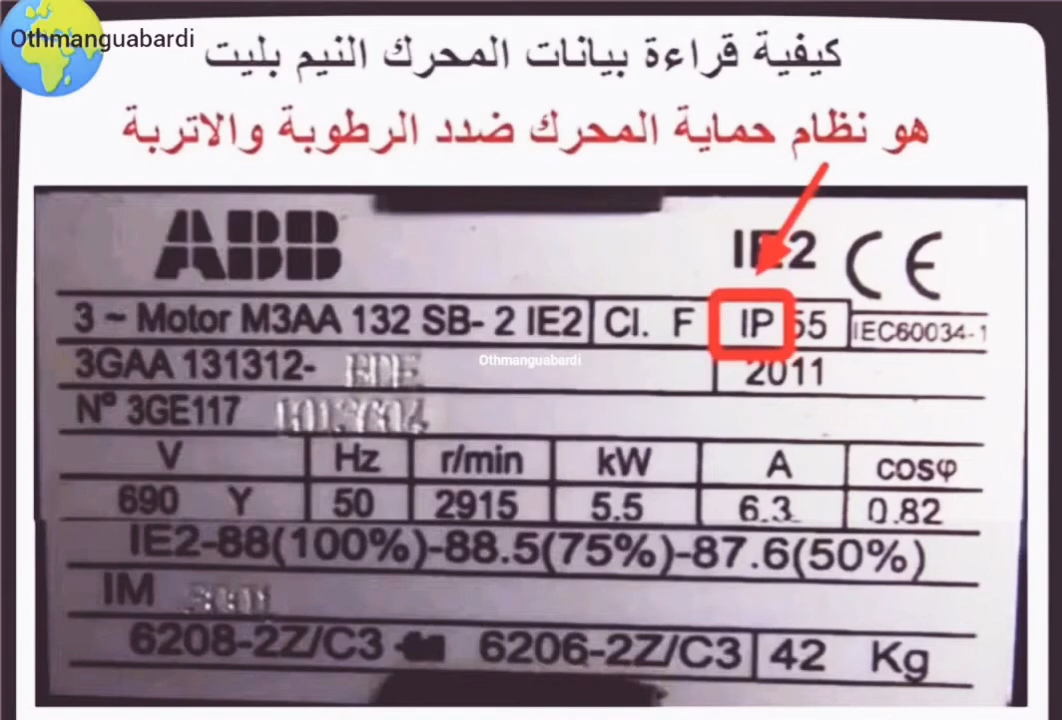 Othmanguabardi
كيفية قراءة بيانات المحرك النيم بليت
هو نظام حماية المحرك ضدد الرطوبة والاتربة
ABB IE2 CE
3 ~ Motor M3AA 132 SB- 2 IE2 Cl. F IP 55 IEC60034-1
3GAA 131312- Othmanguabardi 2011
Nº 3GE117
V Hz r/min kW A cosφ
690 Y 50 2915 5.5 6.3 0.82
IE2-88(100%)-88.5(75%)-87.6(50%)
IM
6208-2Z/C3 6206-2Z/C3 42 Kg